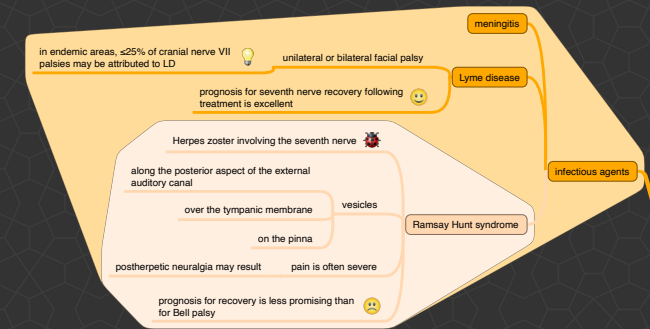 meningitis
in endemic areas, ≤25% of cranial nerve VII
palsies may be attributed to LD
unilateral or bilateral facial palsy
Lyme disease
prognosis for seventh nerve recovery following
treatment is excellent
Herpes zoster involving the seventh nerve
along the posterior aspect of the external
auditory canal
infectious agents
over the tympanic membrane
vesicles
Ramsay Hunt syndrome
on the pinna
postherpetic neuralgia may result
pain is often severe
prognosis for recovery is less promising than
for Bell palsy